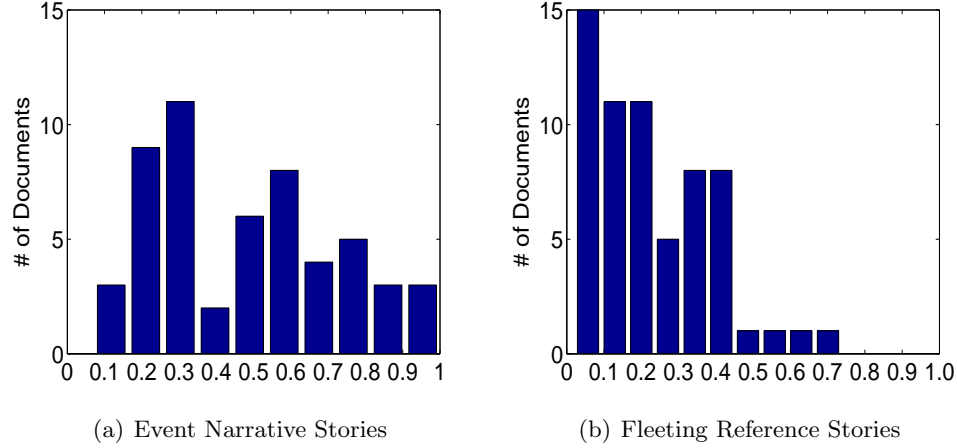 15
10
5
0
# of Documents
0 0.1 0.2 0.3 0.4 0.5 0.6 0.7 0.8 0.9 1
(a) Event Narrative Stories
15
10
5
0
# of Documents
0 0.1 0.2 0.3 0.4 0.5 0.6 0.7 0.8 0.9 1.0
(b) Fleeting Reference Stories